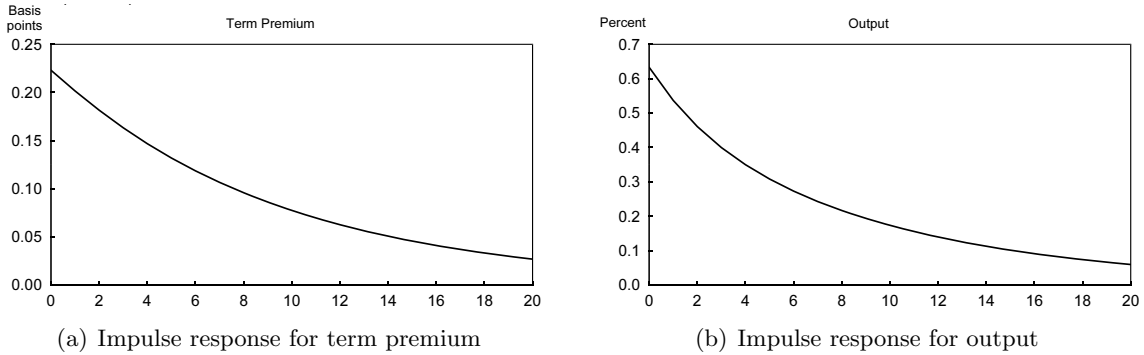 Basis
points
Term Premium
0.25
0.20
0.15
0.10
0.05
0.00
0 2 4 6 8 10 12 14 16 18 20
(a) Impulse response for term premium
Percent
Output
0.7
0.6
0.5
0.4
0.3
0.2
0.1
0.0
0 2 4 6 8 10 12 14 16 18 20
(b) Impulse response for output